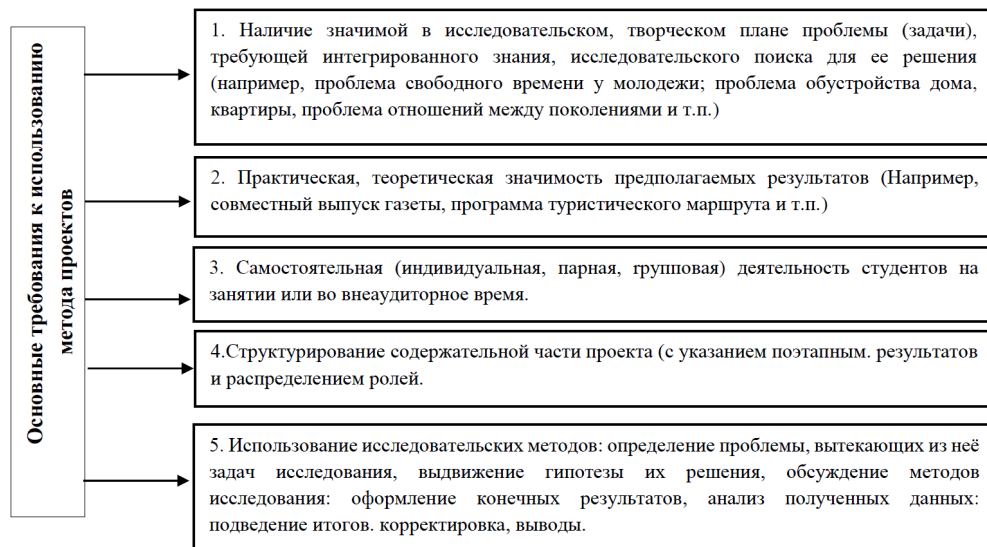 Основные требования к использованию
метода проектов
1. Наличие значимой в исследовательском, творческом плане проблемы (задачи),
требующей интегрированного знания, исследовательского поиска для ее решения
(например, проблема свободного времени у молодежи; проблема обустройства дома,
квартиры, проблема отношений между поколениями и т.п.)
2. Практическая, теоретическая значимость предполагаемых результатов (Например,
совместный выпуск газеты, программа туристического маршрута и т.п.)
3. Самостоятельная (индивидуальная, парная, групповая) деятельность студентов на
занятии или во внеаудиторное время.
4.Структурирование содержательной части проекта (с указанием поэтапным. результатов
и распределением ролей.
5. Использование исследовательских методов: определение проблемы, вытекающих из неё
задач исследования, выдвижение гипотезы их решения, обсуждение методов
исследования: оформление конечных результатов, анализ полученных данных:
подведение итогов. корректировка, выводы.